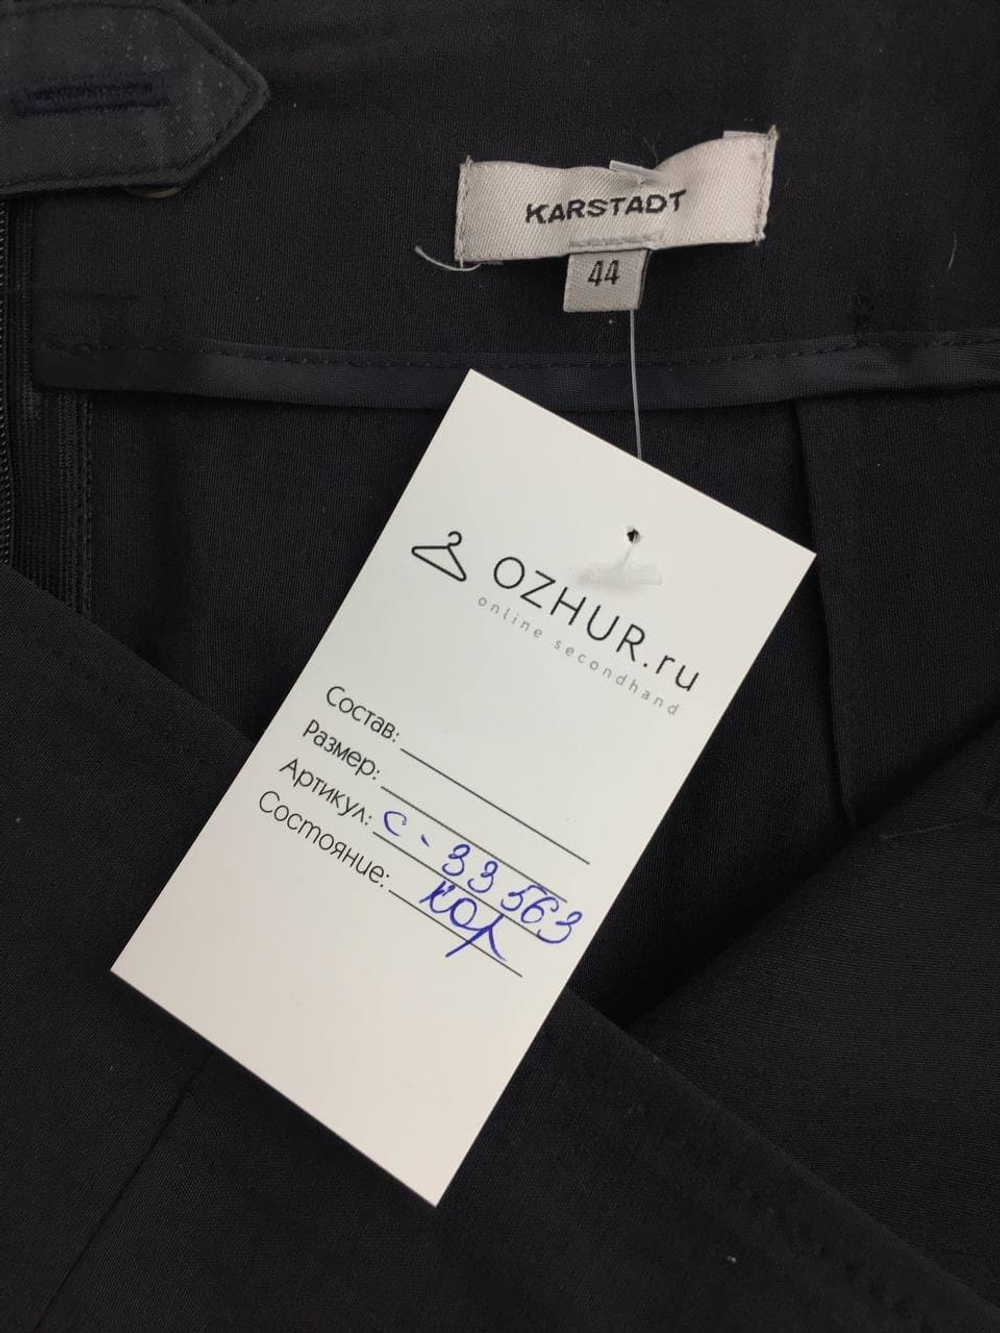 KARSTADT
44
OZHUR.ru
online secondhand
Состав:
Размер:
Артикул: С-33563
Состояние: хор